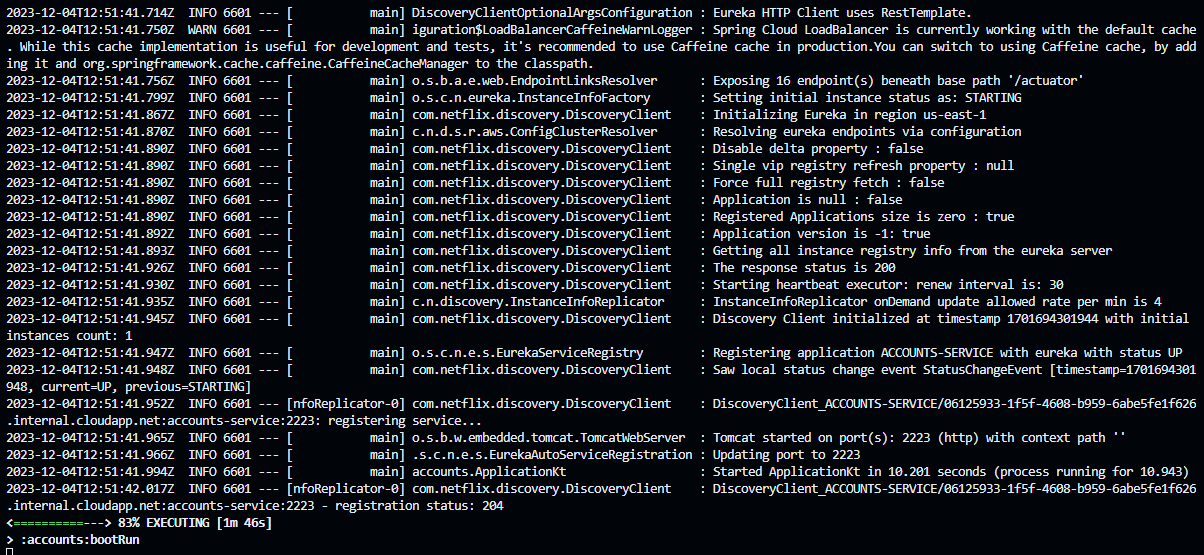 2023-12-04T12:51:41.714Z  INFO 6601 --- [           main] DiscoveryClientOptionalArgsConfiguration : Eureka HTTP Client uses RestTemplate.
2023-12-04T12:51:41.750Z  WARN 6601 --- [           main] iguration$LoadBalancerCaffeineWarnLogger : Spring Cloud LoadBalancer is currently working with the default cache
. While this cache implementation is useful for development and tests, it's recommended to use Caffeine cache in production.You can switch to using Caffeine cache, by add
ing it and org.springframework.cache.caffeine.CaffeineCacheManager to the classpath.
2023-12-04T12:51:41.756Z  INFO 6601 --- [           main] o.s.b.a.e.web.EndpointLinksResolver      : Exposing 16 endpoint(s) beneath base path '/actuator'
2023-12-04T12:51:41.799Z  INFO 6601 --- [           main] o.s.c.n.eureka.InstanceInfoFactory       : Setting initial instance status as: STARTING
2023-12-04T12:51:41.867Z  INFO 6601 --- [           main] com.netflix.discovery.DiscoveryClient    : Initializing Eureka in region us-east-1
2023-12-04T12:51:41.870Z  INFO 6601 --- [           main] c.n.d.s.r.aws.ConfigClusterResolver      : Resolving eureka endpoints via configuration
2023-12-04T12:51:41.890Z  INFO 6601 --- [           main] com.netflix.discovery.DiscoveryClient    : Disable delta property : false
2023-12-04T12:51:41.890Z  INFO 6601 --- [           main] com.netflix.discovery.DiscoveryClient    : Single vip registry refresh property : null
2023-12-04T12:51:41.890Z  INFO 6601 --- [           main] com.netflix.discovery.DiscoveryClient    : Force full registry fetch : false
2023-12-04T12:51:41.890Z  INFO 6601 --- [           main] com.netflix.discovery.DiscoveryClient    : Application is null : false
2023-12-04T12:51:41.890Z  INFO 6601 --- [           main] com.netflix.discovery.DiscoveryClient    : Registered Applications size is zero : true
2023-12-04T12:51:41.892Z  INFO 6601 --- [           main] com.netflix.discovery.DiscoveryClient    : Application version is -1: true
2023-12-04T12:51:41.893Z  INFO 6601 --- [           main] com.netflix.discovery.DiscoveryClient    : Getting all instance registry info from the eureka server
2023-12-04T12:51:41.926Z  INFO 6601 --- [           main] com.netflix.discovery.DiscoveryClient    : The response status is 200
2023-12-04T12:51:41.930Z  INFO 6601 --- [           main] com.netflix.discovery.DiscoveryClient    : Starting heartbeat executor: renew interval is: 30
2023-12-04T12:51:41.935Z  INFO 6601 --- [           main] c.n.discovery.InstanceInfoReplicator     : InstanceInfoReplicator onDemand update allowed rate per min is 4
2023-12-04T12:51:41.945Z  INFO 6601 --- [           main] com.netflix.discovery.DiscoveryClient    : Discovery Client initialized at timestamp 1701694301944 with initial
instances count: 1
2023-12-04T12:51:41.947Z  INFO 6601 --- [           main] o.s.c.n.e.s.EurekaServiceRegistry        : Registering application ACCOUNTS-SERVICE with eureka with status UP
2023-12-04T12:51:41.948Z  INFO 6601 --- [           main] com.netflix.discovery.DiscoveryClient    : Saw local status change event StatusChangeEvent [timestamp=1701694301
948, current=UP, previous=STARTING]
2023-12-04T12:51:41.952Z  INFO 6601 --- [nfoReplicator-0] com.netflix.discovery.DiscoveryClient    : DiscoveryClient_ACCOUNTS-SERVICE/06125933-1f5f-4608-b959-6abe5fe1f626
.internal.cloudapp.net:accounts-service:2223: registering service...
2023-12-04T12:51:41.965Z  INFO 6601 --- [           main] o.s.b.w.embedded.tomcat.TomcatWebServer  : Tomcat started on port(s): 2223 (http) with context path ''
2023-12-04T12:51:41.966Z  INFO 6601 --- [           main] .s.c.n.e.s.EurekaAutoServiceRegistration : Updating port to 2223
2023-12-04T12:51:41.994Z  INFO 6601 --- [           main] accounts.ApplicationKt                   : Started ApplicationKt in 10.201 seconds (process running for 10.943)
2023-12-04T12:51:42.017Z  INFO 6601 --- [nfoReplicator-0] com.netflix.discovery.DiscoveryClient    : DiscoveryClient_ACCOUNTS-SERVICE/06125933-1f5f-4608-b959-6abe5fe1f626
.internal.cloudapp.net:accounts-service:2223 - registration status: 204
<==========---> 83% EXECUTING [1m 46s]
> :accounts:bootRun